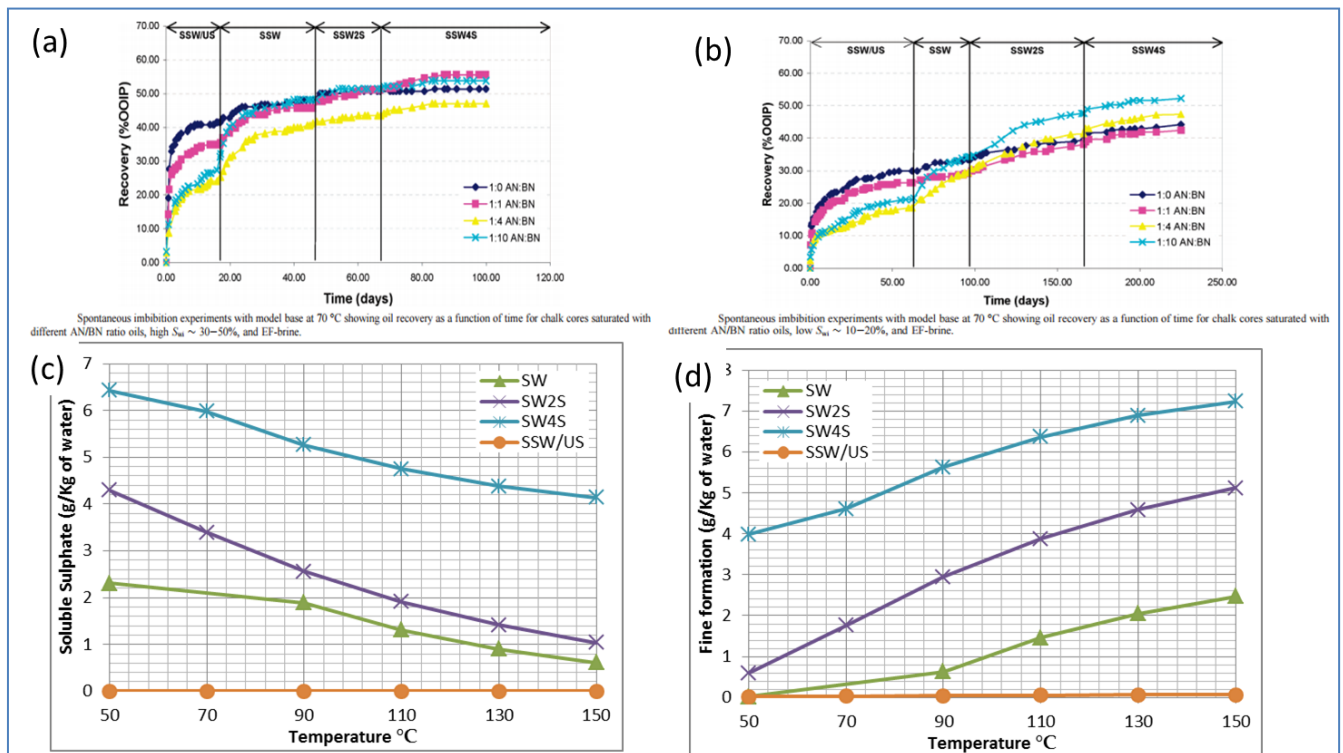 (a)
SSW/US
SSW
SSW2S
SSW4S
70.00
60.00
50.00
40.00
30.00
20.00
10.00
0.00
Recovery (%OOIP)
1:0 AN:BN
1:1 AN:BN
1:4 AN:BN
1:10 AN:BN
0.00
20.00
40.00
60.00
80.00
100.00
120.00
Time (days)
Spontaneous imbibition experiments with model base at 70 °C showing oil recovery as a function of time for chalk cores saturated with
different AN/BN ratio oils, high Swi ∼ 30−50%, and EF-brine.
(b)
SSW/US
SSW
SSW2S
SSW4S
70.00
60.00
50.00
40.00
30.00
20.00
10.00
0.00
Recovery (%OOIP)
1:0 AN:BN
1:1 AN:BN
1:4 AN:BN
1:10 AN:BN
0.00
50.00
100.00
150.00
200.00
250.00
Time (days)
Spontaneous imbibition experiments with model base at 70 °C showing oil recovery as a function of time for chalk cores saturated with
different AN/BN ratio oils, low Swi ∼ 10−20%, and EF-brine.
(c)
7
6
5
4
3
2
1
0
Soluble Sulphate (g/Kg of water)
SW
SW2S
SW4S
SSW/US
50
70
90
110
130
150
Temperature °C
(d)
8
7
6
5
4
3
2
1
0
Fine formation (g/Kg of water)
SW
SW2S
SW4S
SSW/US
50
70
90
110
130
150
Temperature °C